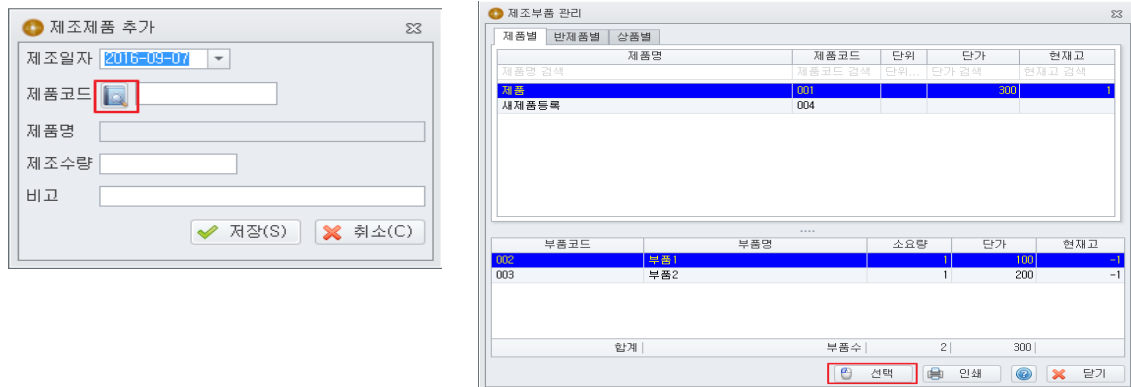 제조제품 추가
제조일자 2016-09-07
제품코드
제품명
제조수량
비고
저장(S) 취소(C)
제조부품 관리
제품별 반제품별 상품별
제품명 제품코드 단위 단가 현재고
제품명 검색 제품코드 검색 단위... 단가 검색 현재고 검색
제품 001 300 1
새제품등록 004
부품코드 부품명 소요량 단가 현재고
002 부품1 1 100 -1
003 부품2 1 200 -1
합계 부품수 2 300
선택 인쇄 닫기